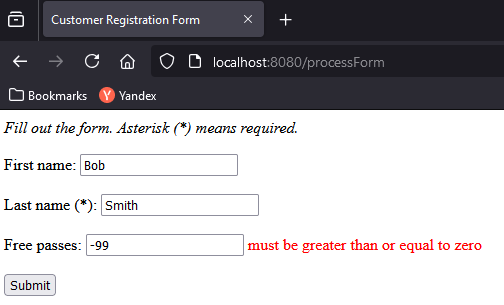 Customer Registration Form
localhost:8080/processForm
Bookmarks Yandex
Fill out the form. Asterisk (*) means required.
First name: Bob
Last name (*): Smith
Free passes: -99 must be greater than or equal to zero
Submit